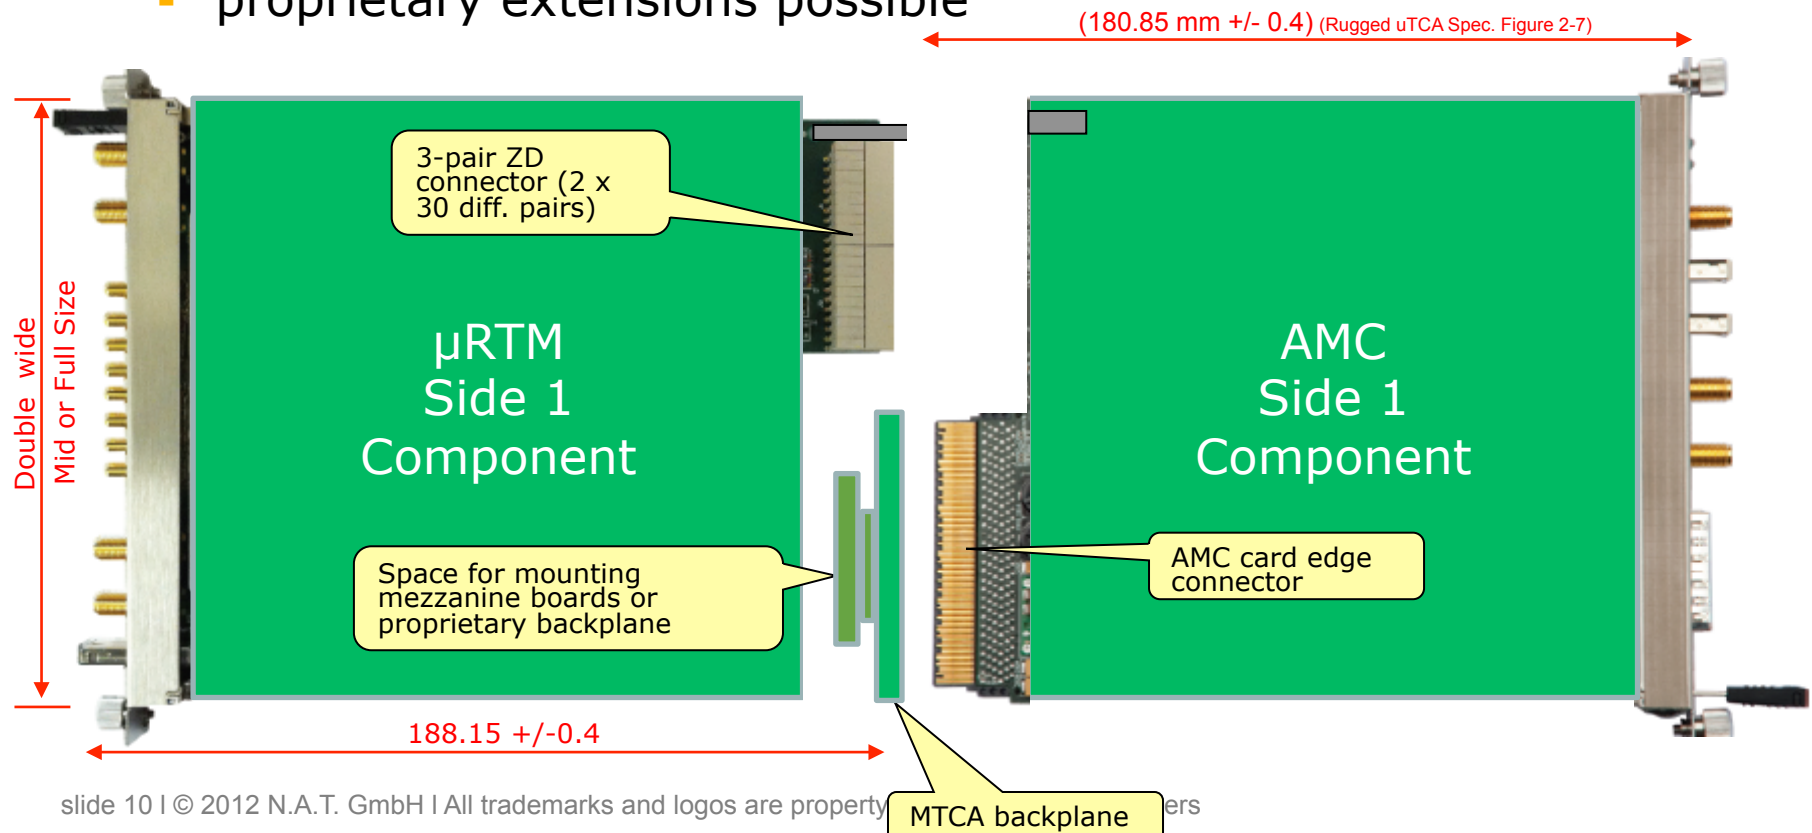 proprietary extensions possible
(180.85 mm +/- 0.4) (Rugged uTCA Spec. Figure 2-7)
3-pair ZD
connector (2 x
30 diff. pairs)
Double wide
Mid or Full Size
µRTM
Side 1
Component
AMC
Side 1
Component
Space for mounting
mezzanine boards or
proprietary backplane
AMC card edge
connector
188.15 +/-0.4
MTCA backplane
slide 10 l © 2012 N.A.T. GmbH l All trademarks and logos are property ers